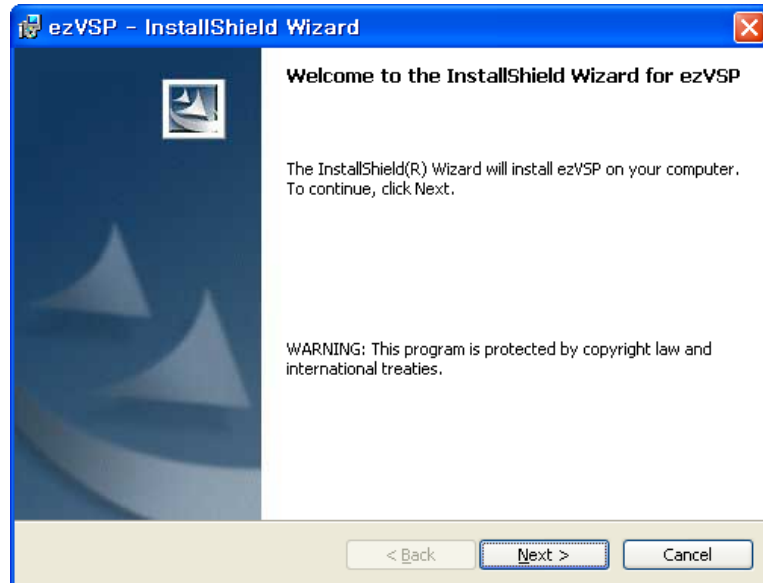 ezVSP - InstallShield Wizard
Welcome to the InstallShield Wizard for ezVSP
The InstallShield(R) Wizard will install ezVSP on your computer.
To continue, click Next.
WARNING: This program is protected by copyright law and
international treaties.
< Back
Next >
Cancel